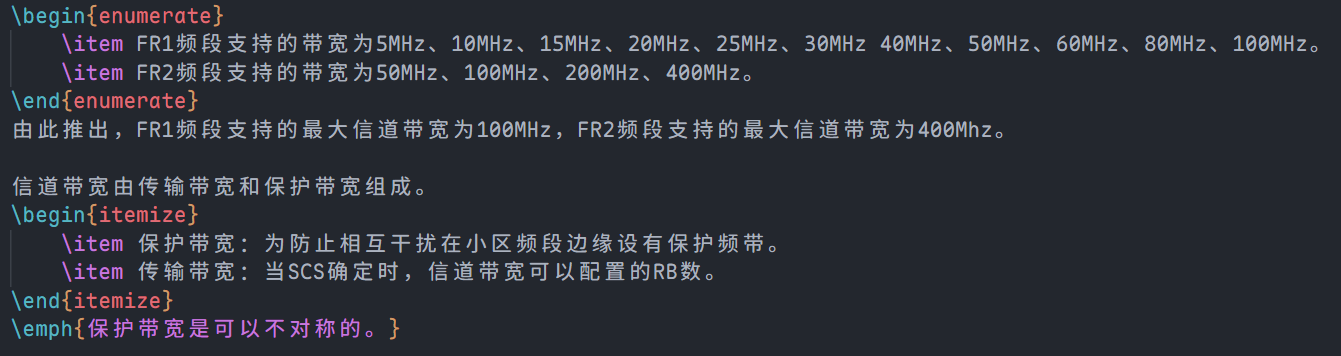 \begin{enumerate}
\item FR1频段支持的带宽为5MHz、10MHz、15MHz、20MHz、25MHz、30MHz 40MHz、50MHz、60MHz、80MHz、100MHz。
\item FR2频段支持的带宽为50MHz、100MHz、200MHz、400MHz。
\end{enumerate}
由此推出，FR1频段支持的最大信道带宽为100MHz，FR2频段支持的最大信道带宽为400Mhz。
信道带宽由传输带宽和保护带宽组成。
\begin{itemize}
\item 保护带宽：为防止相互干扰在小区频段边缘设有保护频带。
\item 传输带宽：当SCS确定时，信道带宽可以配置的RB数。
\end{itemize}
\emph{保护带宽是可以不对称的。}